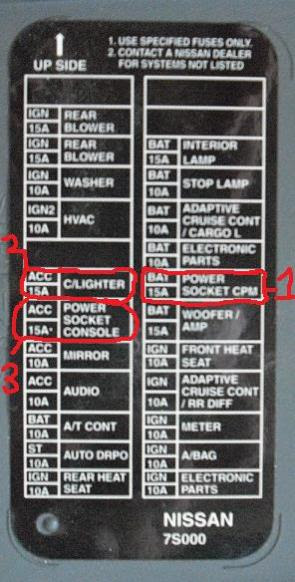 UP SIDE
1. USE SPECIFIED FUSES ONLY.
2. CONTACT A NISSAN DEALER
FOR SYSTEMS NOT LISTED
IGN 15A REAR BLOWER
IGN 15A REAR BLOWER
IGN 10A WASHER
IGN2 10A HVAC
2
ACC 15A C/LIGHTER
ACC 15A* POWER SOCKET CONSOLE
3
ACC 10A MIRROR
ACC 10A AUDIO
BAT 10A A/T CONT
ST 10A AUTO DRPO
IGN 10A REAR HEAT SEAT
BAT 15A INTERIOR LAMP
BAT 10A STOP LAMP
BAT 10A ADAPTIVE CRUISE CONT / CARGO L
BAT 10A ELECTRONIC PARTS
BAT 15A POWER SOCKET CPM
1
BAT 15A WOOFER / AMP
IGN 10A FRONT HEAT SEAT
IGN 10A ADAPTIVE CRUISE CONT / RR DIFF
IGN 10A METER
IGN 10A A/BAG
IGN 10A ELECTRONIC PARTS
NISSAN
7S000